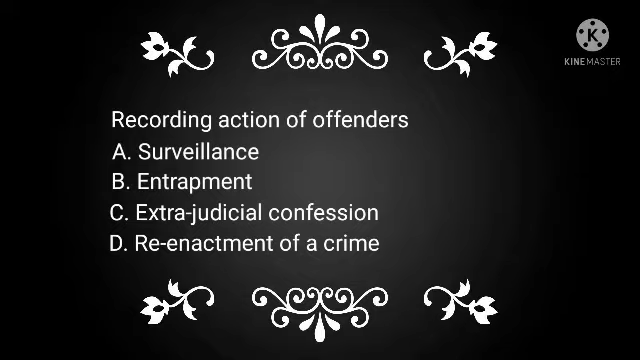 K
KINEMASTER
Recording action of offenders
A. Surveillance
B. Entrapment
C. Extra-judicial confession
D. Re-enactment of a crime